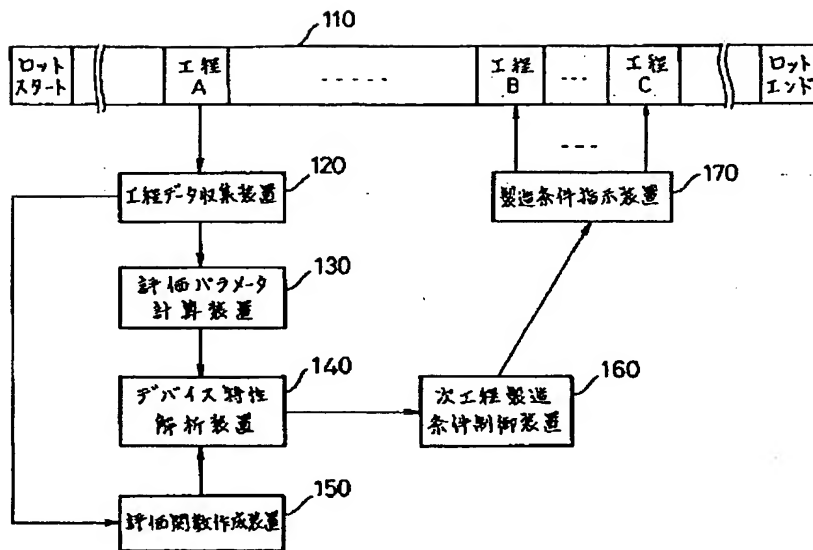 110
ロット
スタート
工程
A
-----
工程
B
---
工程
C
ロット
エンド
120
工程データ収集装置
----
170
製造条件指示装置
130
評価パラメータ
計算装置
140
デバイス特性
解析装置
160
次工程製造
条件制御装置
150
評価関数作成装置